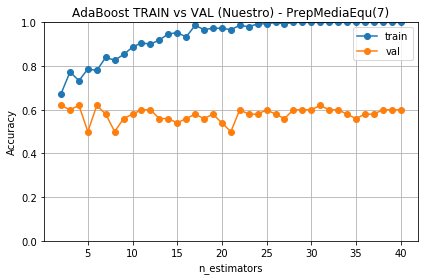 AdaBoost TRAIN vs VAL (Nuestro) - PrepMediaEqu(7)
1.0
0.8
0.6
0.4
0.2
0.0
Accuracy
train
val
5 10 15 20 25 30 35 40
n_estimators